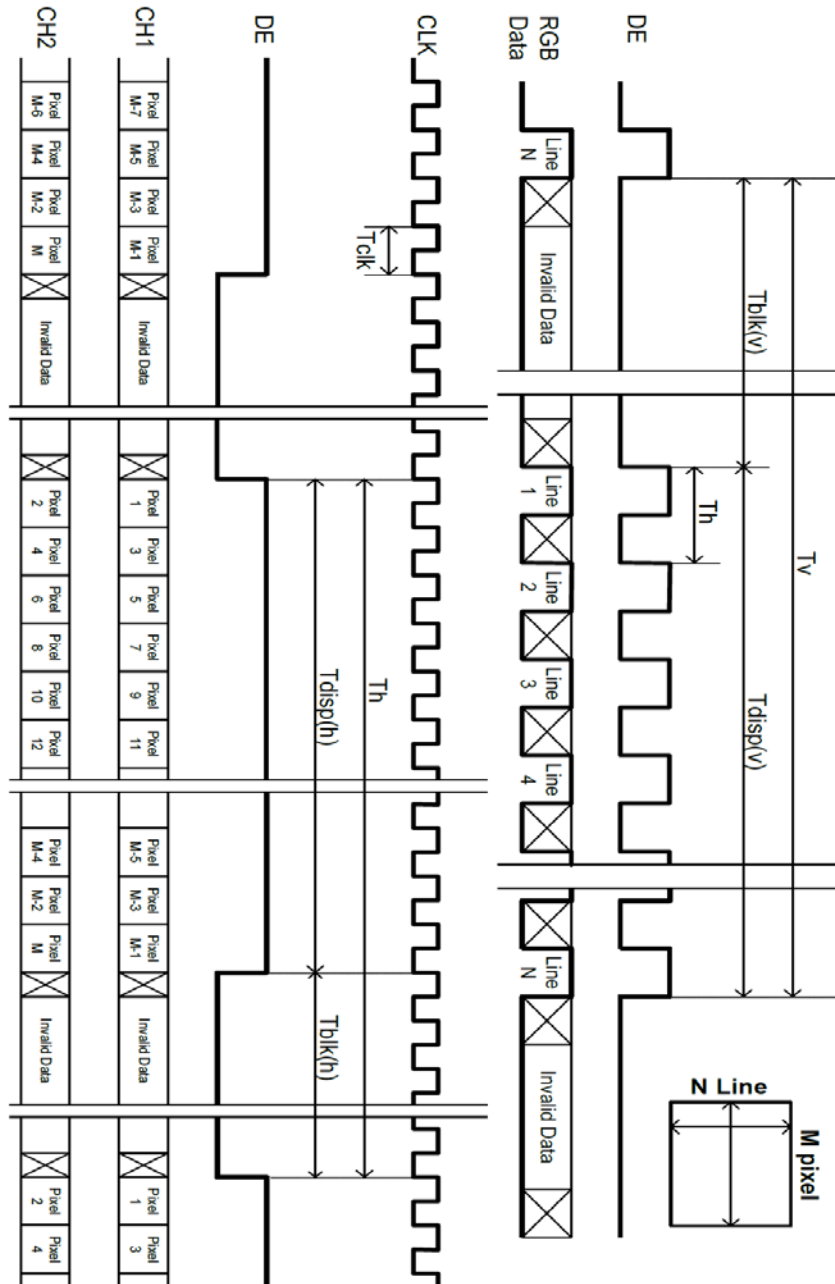 DE
RGB
Data
Line
N
Invalid Data
Line
1
Line
2
Line
3
Line
4
Line
N
Invalid Data
Tblk(v)
Th
Tv
Tdisp(v)
N Line
M pixel
CLK
Tclk
DE
Th
Tdisp(h)
Tblk(h)
CH1
Pixel
M-7
Pixel
M-5
Pixel
M-3
Pixel
M-1
Invalid Data
Pixel
1
Pixel
3
Pixel
5
Pixel
7
Pixel
9
Pixel
11
Pixel
M-5
Pixel
M-3
Pixel
M-1
Invalid Data
Pixel
1
Pixel
3
CH2
Pixel
M-6
Pixel
M-4
Pixel
M-2
Pixel
M
Invalid Data
Pixel
2
Pixel
4
Pixel
6
Pixel
8
Pixel
10
Pixel
12
Pixel
M-4
Pixel
M-2
Pixel
M
Invalid Data
Pixel
2
Pixel
4